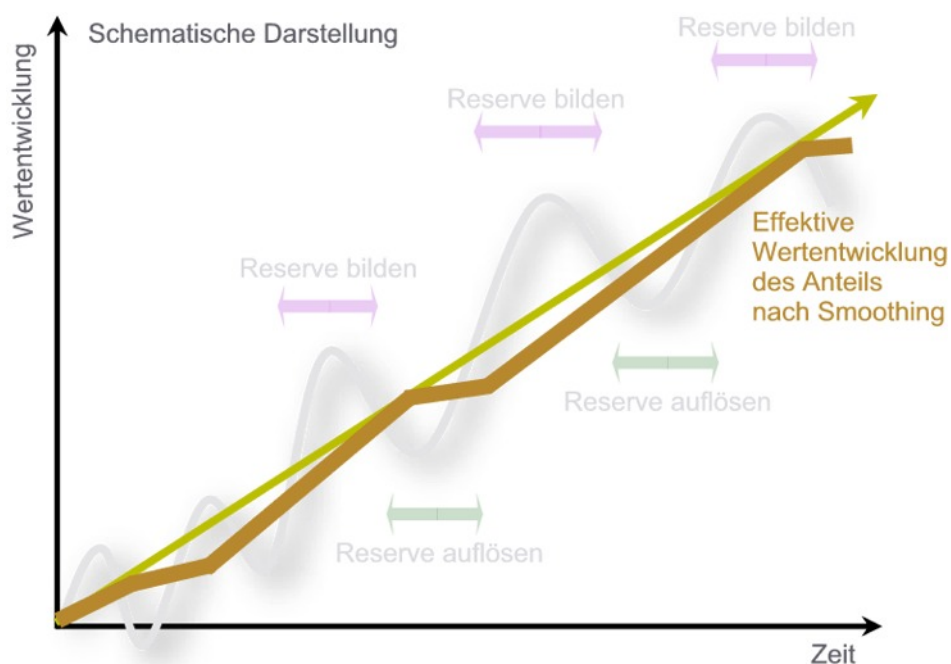 Schematische Darstellung
Wertentwicklung
Reserve bilden
Reserve bilden
Reserve bilden
Effektive
Wertentwicklung
des Anteils
nach Smoothing
Reserve auflösen
Reserve auflösen
Zeit